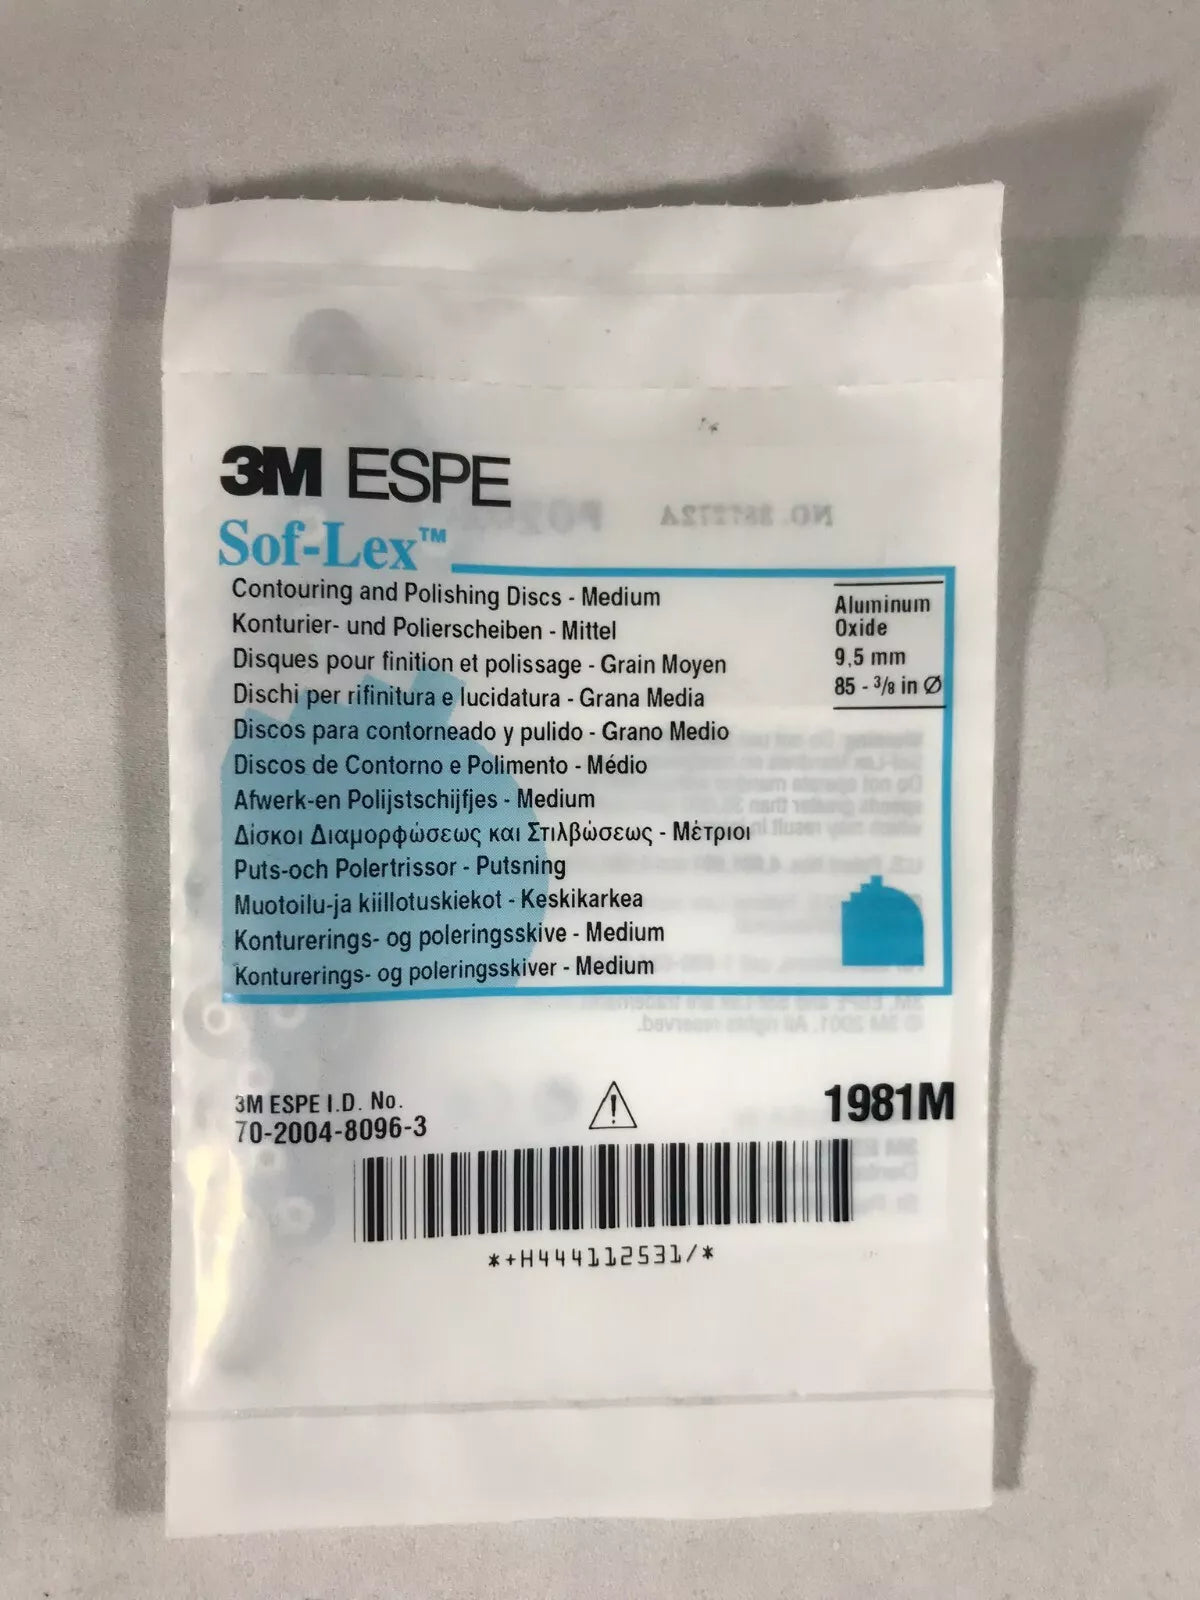 3M ESPE
Sof-Lex™
Contouring and Polishing Discs - Medium
Konturier- und Polierscheiben - Mittel
Disques pour finition et polissage - Grain Moyen
Dischi per rifinitura e lucidatura - Grana Media
Discos para contorneado y pulido - Grano Medio
Discos de Contorno e Polimento - Médio
Afwerk-en Polijstschijfjes - Medium
Δίσκοι Διαμορφώσεως και Στιλβώσεως - Μέτριοι
Puts-och Polertrissor - Putsning
Muotoilu-ja kiillotuskiekot - Keskikarkea
Konturerings- og poleringsskive - Medium
Konturerings- og poleringsskiver - Medium
Aluminum
Oxide
9,5 mm
85 - 3/8 in Ø
3M ESPE I.D. No.
70-2004-8096-3
1981M
*+H444112531/*